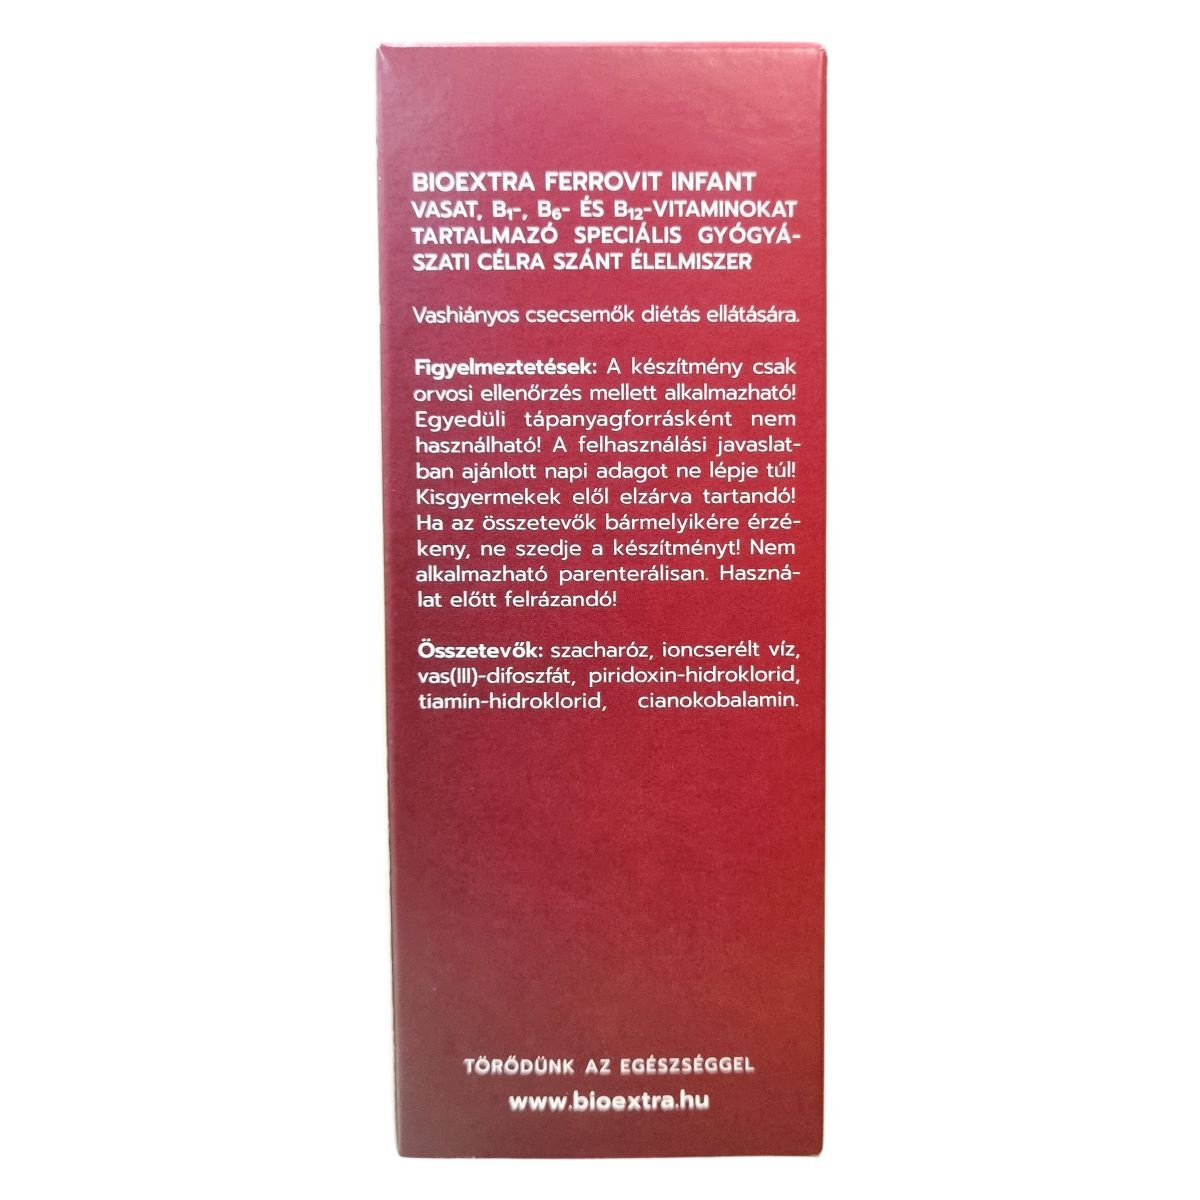 BIOEXTRA FERROVIT INFANT
VASAT, B₁-, B₆- ÉS B₁₂-VITAMINOKAT
TARTALMAZÓ SPECIÁLIS GYÓGYÁ-
SZATI CÉLRA SZÁNT ÉLELMISZER
Vashiányos csecsemők diétás ellátására.
Figyelmeztetések: A készítmény csak
orvosi ellenőrzés mellett alkalmazható!
Egyedüli tápanyagforrásként nem
használható! A felhasználási javaslat-
ban ajánlott napi adagot ne lépje túl!
Kisgyermekek elől elzárva tartandó!
Ha az összetevők bármelyikére érzé-
keny, ne szedje a készítményt! Nem
alkalmazható parenterálisan. Haszná-
lat előtt felrázandó!
Összetevők: szacharóz, ioncserélt víz,
vas(III)-difoszfát, piridoxin-hidroklorid,
tiamin-hidroklorid, cianokobalamin.
TÖRŐDÜNK AZ EGÉSZSÉGGEL
www.bioextra.hu